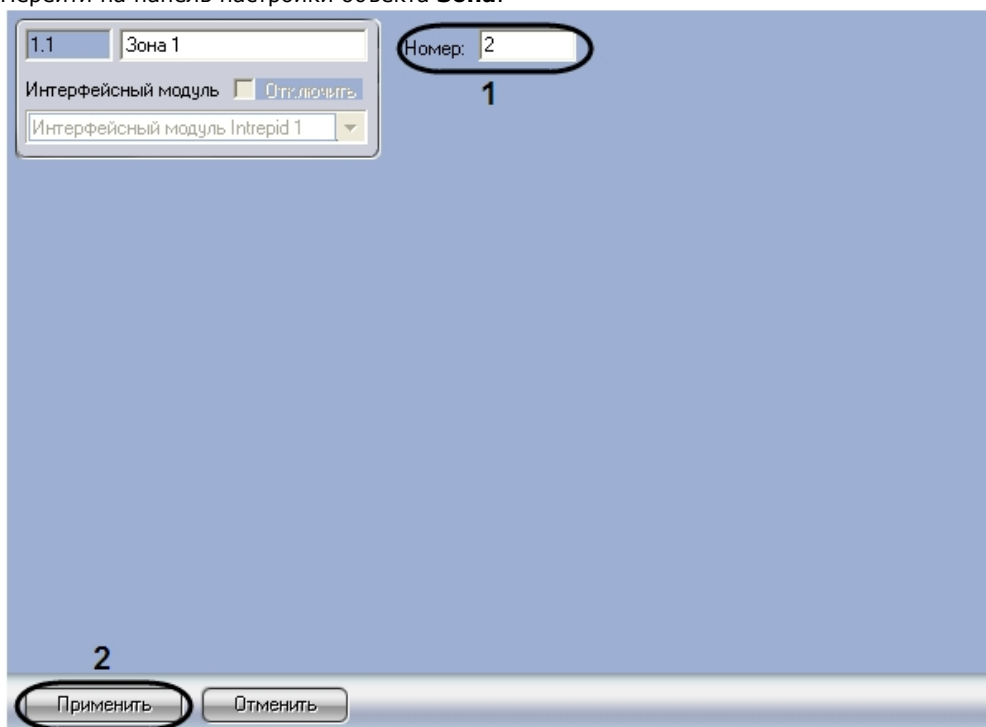 Перейти на панель настройки объекта Зона.
1.1 Зона 1
Номер: 2
1
Интерфейсный модуль Отключить
Интерфейсный модуль Intrepid 1
2
Применить Отменить